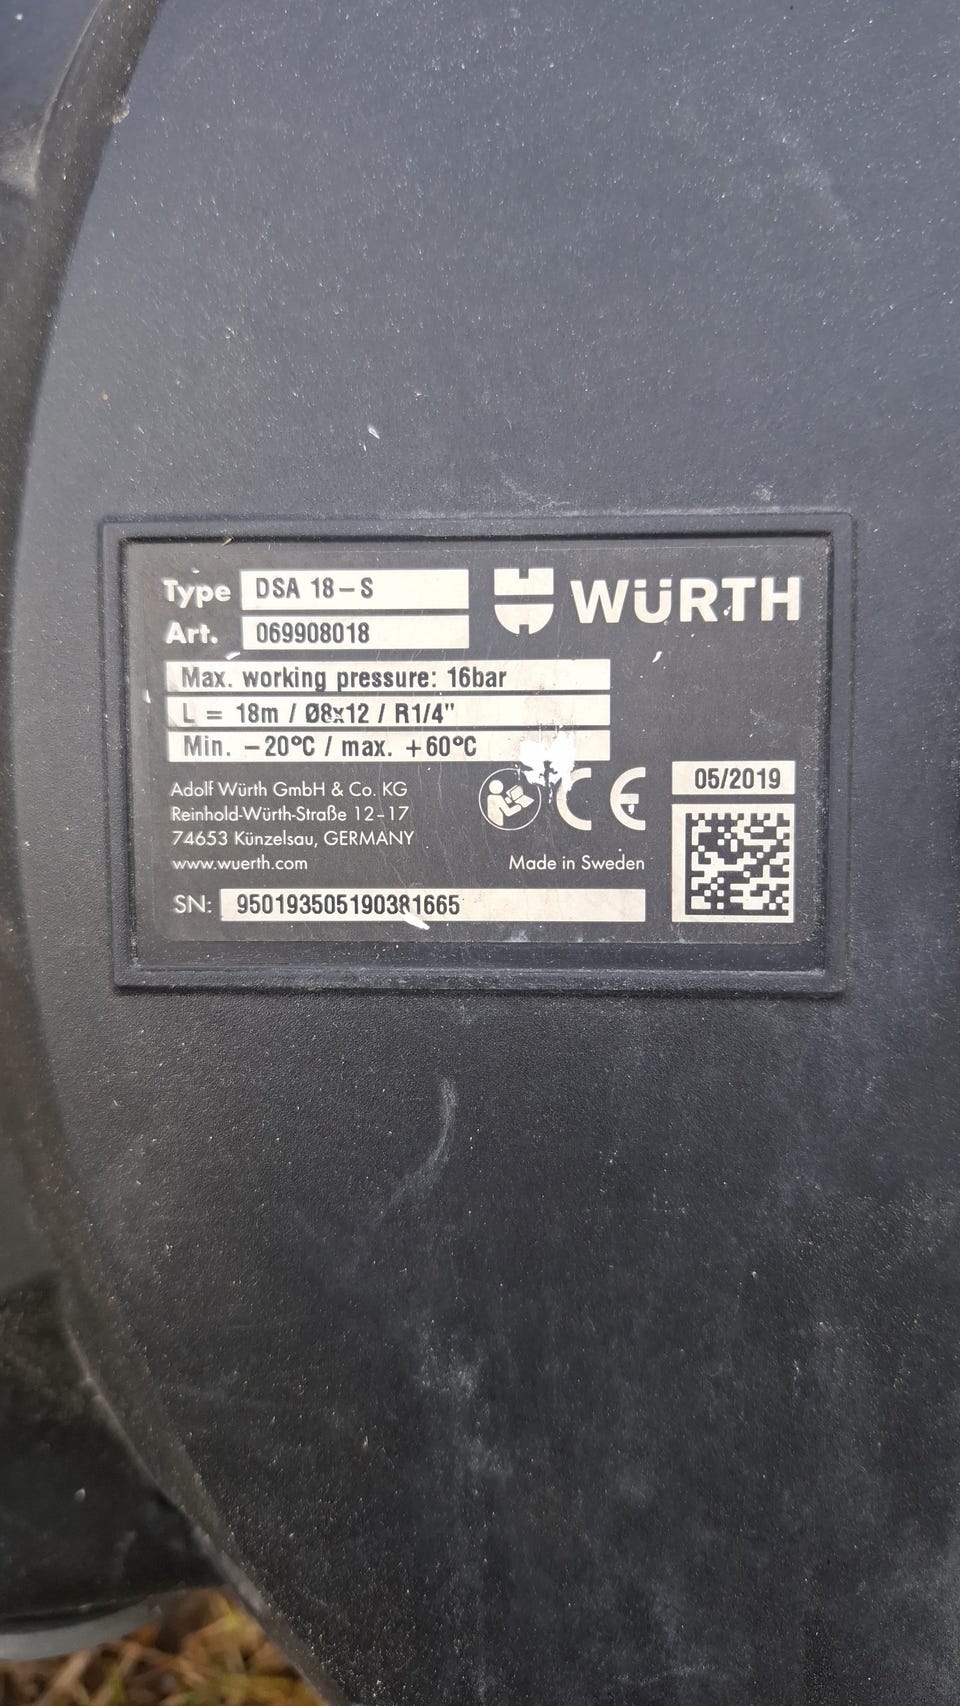 Type DSA 18-S
WÜRTH
Art. 069908018
Max. working pressure: 16bar
L = 18m / Ø8x12 / R1/4"
Min. -20°C / max. +60°C
Adolf Würth GmbH & Co. KG
Reinhold-Würth-Straße 12-17
74653 Künzelsau, GERMANY
www.wuerth.com
CE
05/2019
Made in Sweden
SN: 950193505190381665